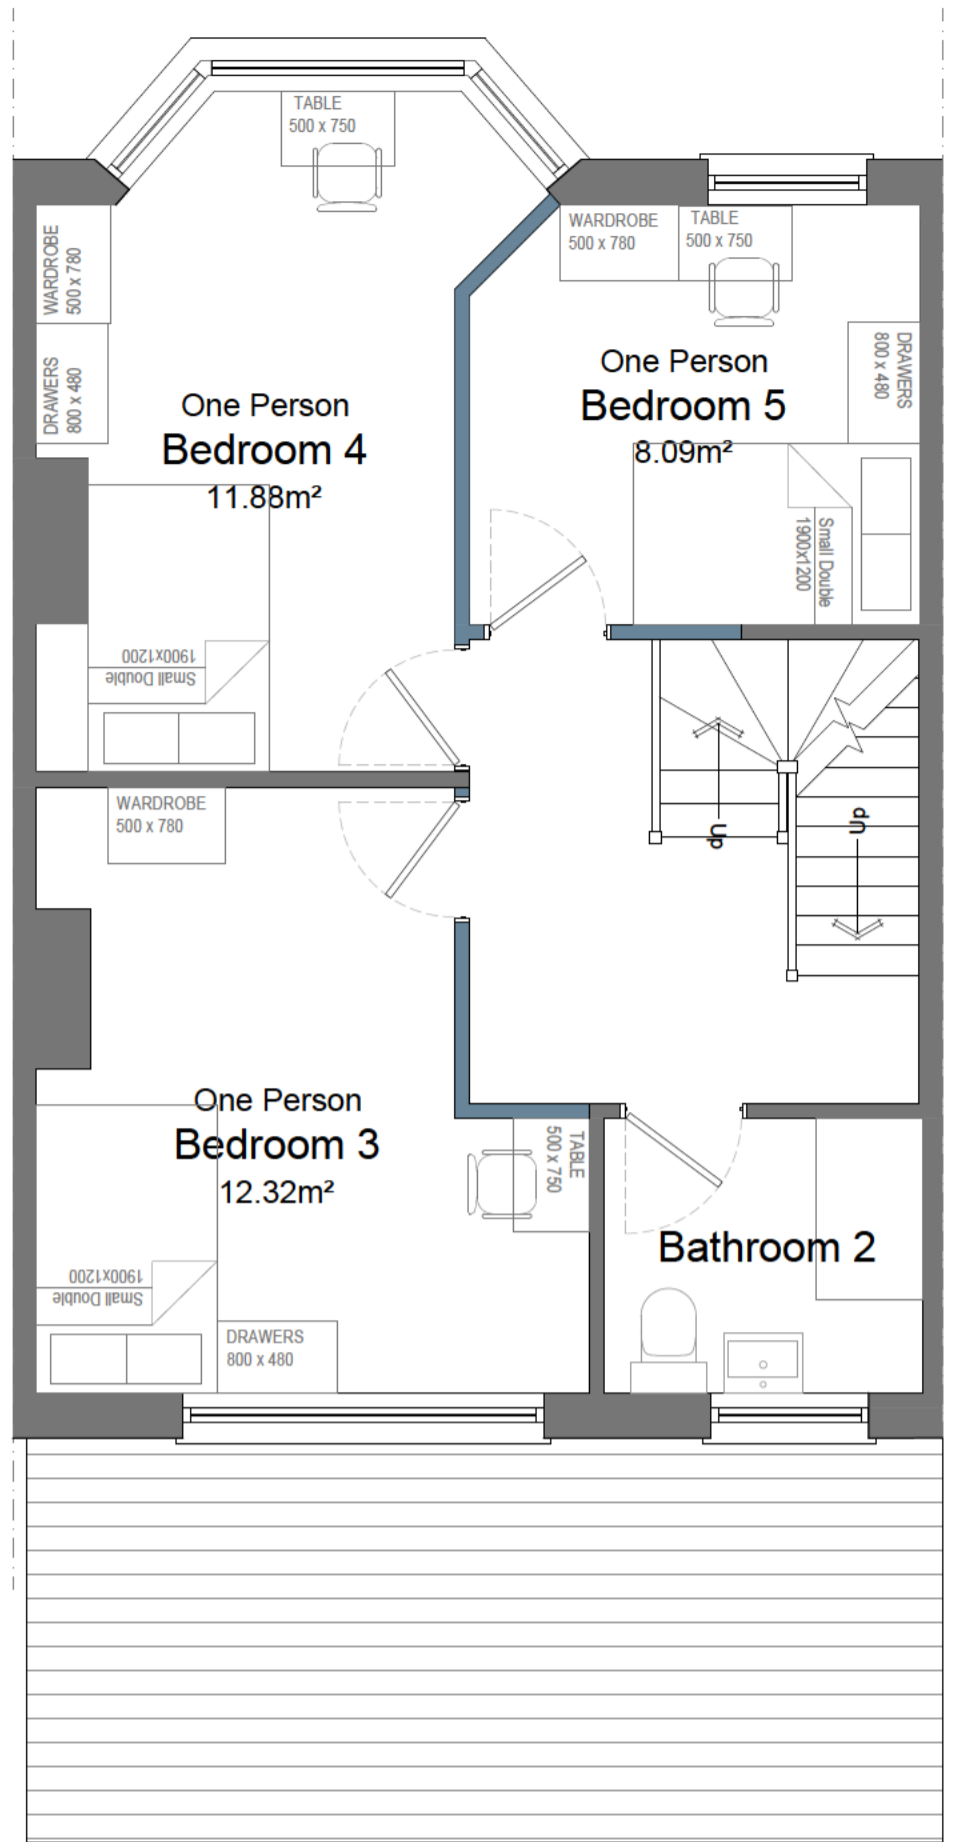 TABLE
500 x 750
WARDROBE
500 x 780
DRAWERS
800 x 480
One Person
Bedroom 4
11.88m²
Small Double
1900x1200
WARDROBE
500 x 780
TABLE
500 x 750
DRAWERS
800 x 480
One Person
Bedroom 5
8.09m²
Small Double
1900x1200
Up
Up
WARDROBE
500 x 780
One Person
Bedroom 3
12.32m²
TABLE
500 x 750
Small Double
1900x1200
DRAWERS
800 x 480
Bathroom 2